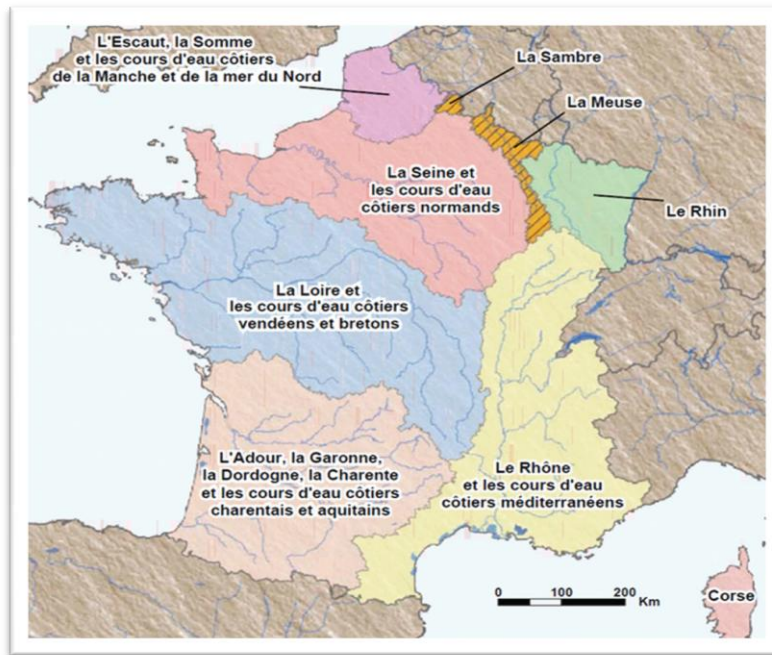 L'Escaut, la Somme
et les cours d'eau côtiers
de la Manche et de la mer du Nord
La Sambre
La Meuse
La Seine et
les cours d'eau
côtiers normands
Le Rhin
La Loire et
les cours d'eau côtiers
vendéens et bretons
L'Adour, la Garonne,
la Dordogne, la Charente
et les cours d'eau côtiers
charentais et aquitains
Le Rhône
et les cours d'eau
côtiers méditerranéens
0 100 200
Km
Corse